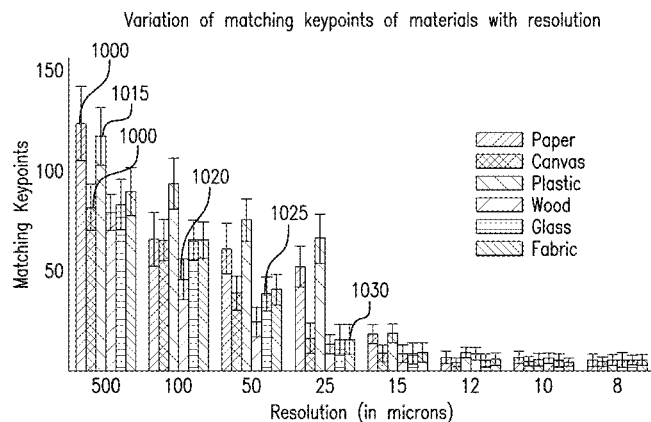 Variation of matching keypoints of materials with resolution
150
100
50
Matching Keypoints
1000
1015
1000
1020
1025
1030
Paper
Canvas
Plastic
Wood
Glass
Fabric
500 100 50 25 15 12 10 8
Resolution (in microns)